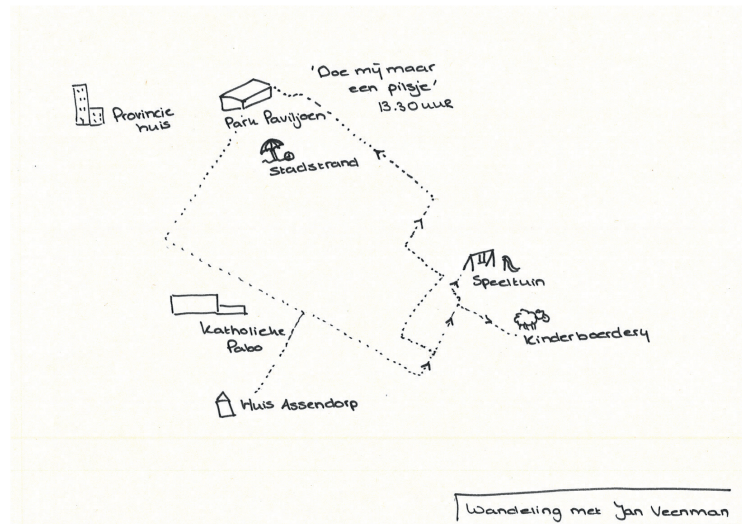 'Doe mij maar
een pilsje'
13.30 uur
Provincie
huis
Park Paviljoen
Stadstrand
Speeltuin
Kinderboerderij
Katholieke
Pabo
Huis Assendorp
Wandeling met Jan Veenman